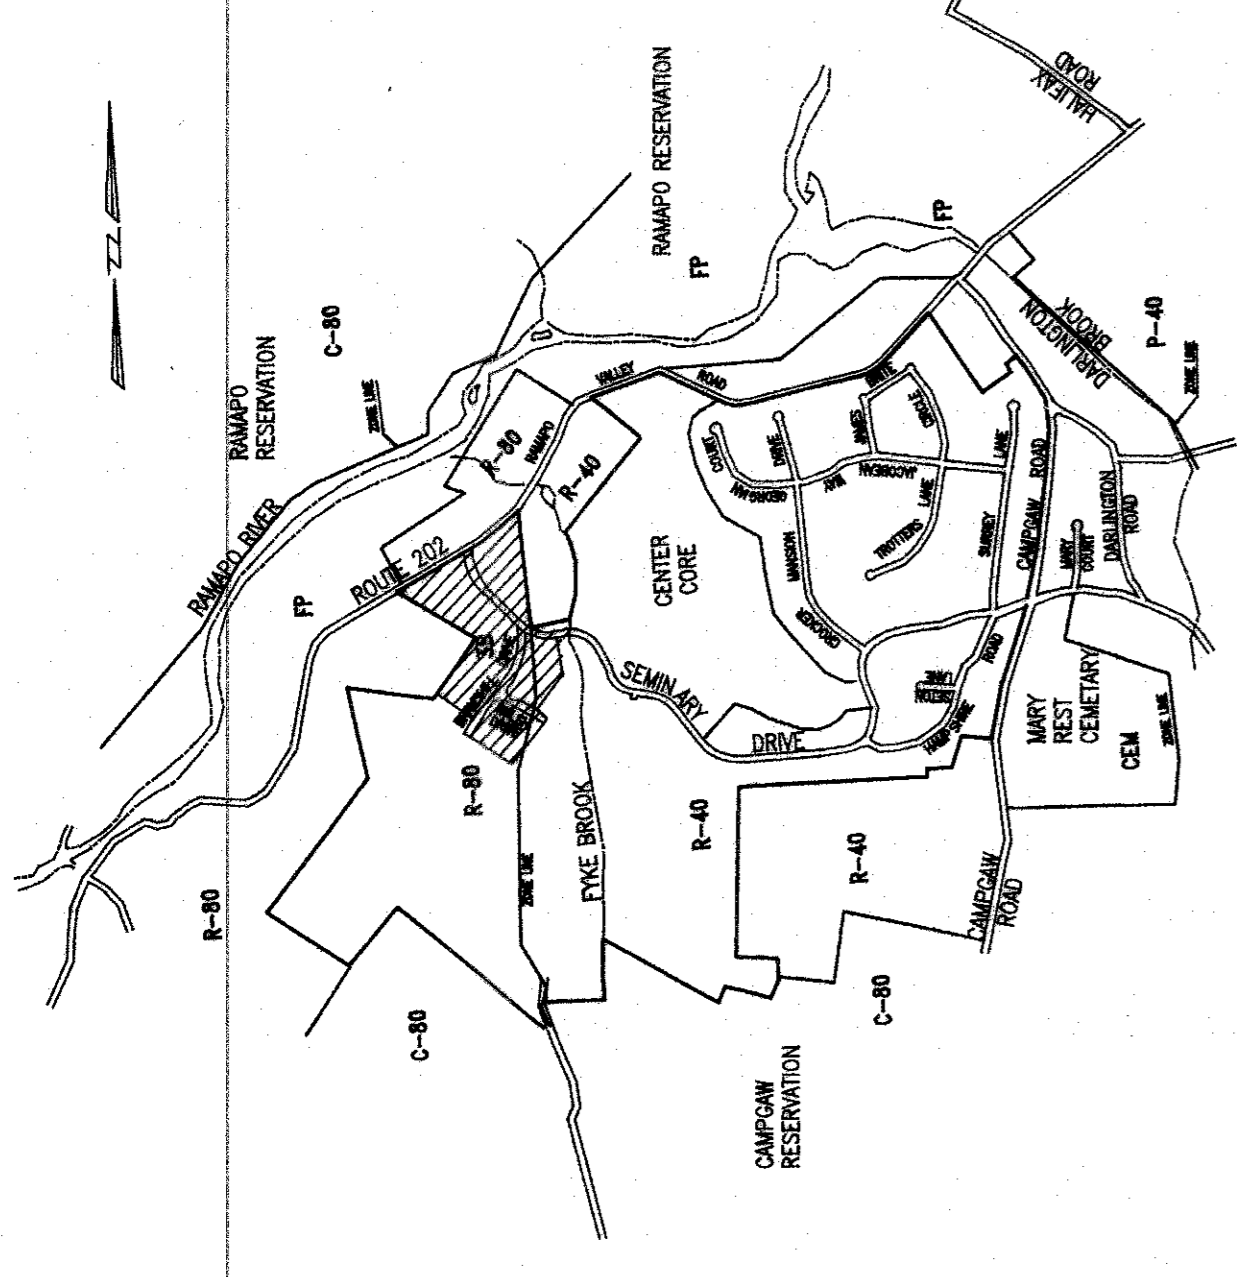 HALIFAX
ROAD
RAMAPO RESERVATION
FP
FP
N
RAMAPO
RESERVATION
C-80
ZONE LINE
DARLINGTON
BROOK
P-40
ZONE LINE
VALLEY
ROAD
WHITE
CIRCLE
JAMES
COURT
DRIVE
GEORGIAN
WAY
JACOBEAN
LANE
TROTTERS
LANE
SURREY
CAMPGAW
ROAD
MARY
COURT
DARLINGTON
ROAD
R-80
RAMAPO
R-40
RAMAPO RIVER
FP
ROUTE 202
CENTER
CORE
MANSION
CROCKER
SEMINARY
DRIVE
LANE
HAMPSHIRE
ROAD
MARY
REST
CEMETARY
CEM
ZONE LINE
R-80
ZONE LINE
FYKE BROOK
R-40
R-40
CAMPGAW
ROAD
R-80
C-80
C-80
CAMPGAW
RESERVATION